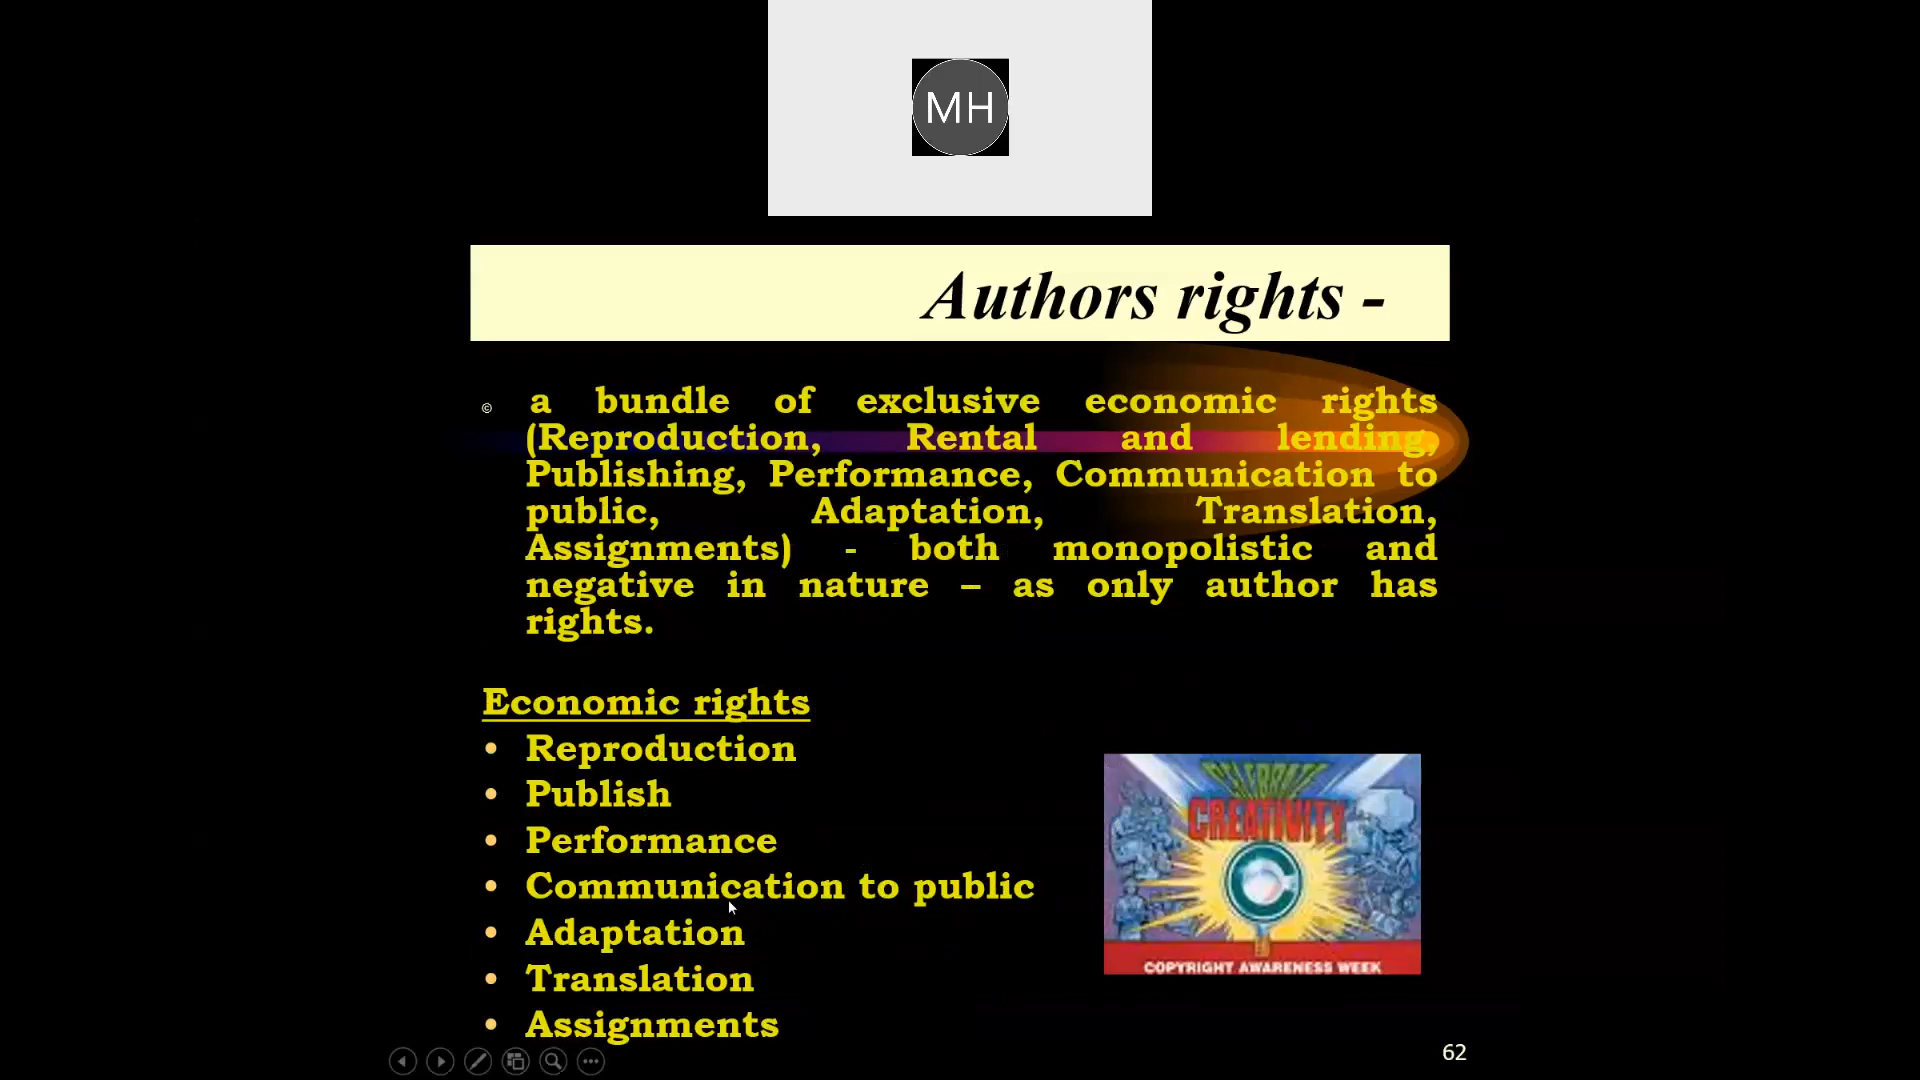 MH
Authors rights -
© a bundle of exclusive economic rights
(Reproduction, Rental and lending,
Publishing, Performance, Communication to
public, Adaptation, Translation,
Assignments) - both monopolistic and
negative in nature – as only author has
rights.
Economic rights
• Reproduction
• Publish
• Performance
• Communication to public
• Adaptation
• Translation
• Assignments
CELEBRATE
CREATIVITY
C
COPYRIGHT AWARENESS WEEK
62